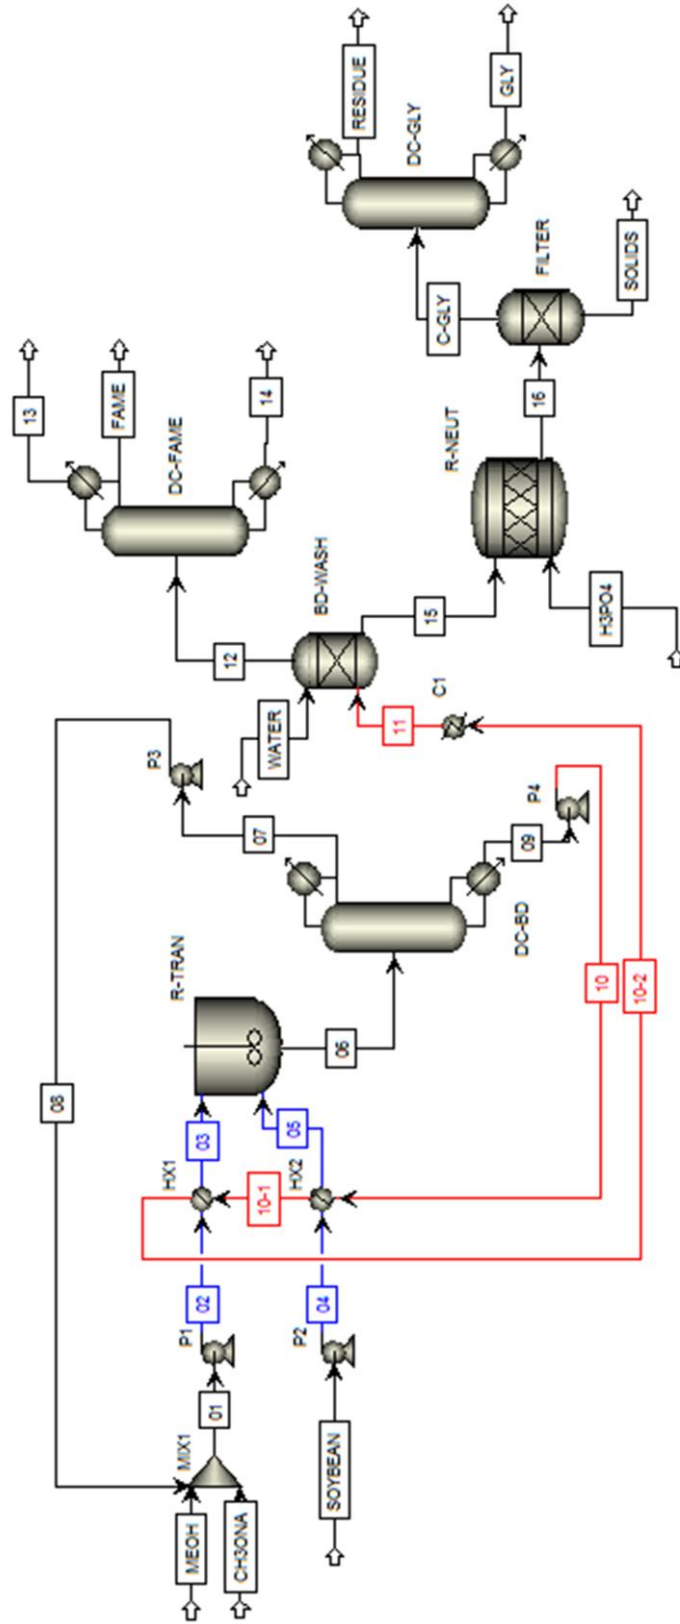 MEOH
CH3ONA
MIX1
01
P1
02
HX1
03
SOYBEAN
P2
04
HX2
05
R-TRAN
06
08
DC-BD
07
P3
09
P4
10
10-1
10-2
C1
11
WATER
BD-WASH
12
DC-FAME
13
FAME
14
15
H3PO4
R-NEUT
16
FILTER
SOLIDS
C-GLY
DC-GLY
RESIDUE
GLY